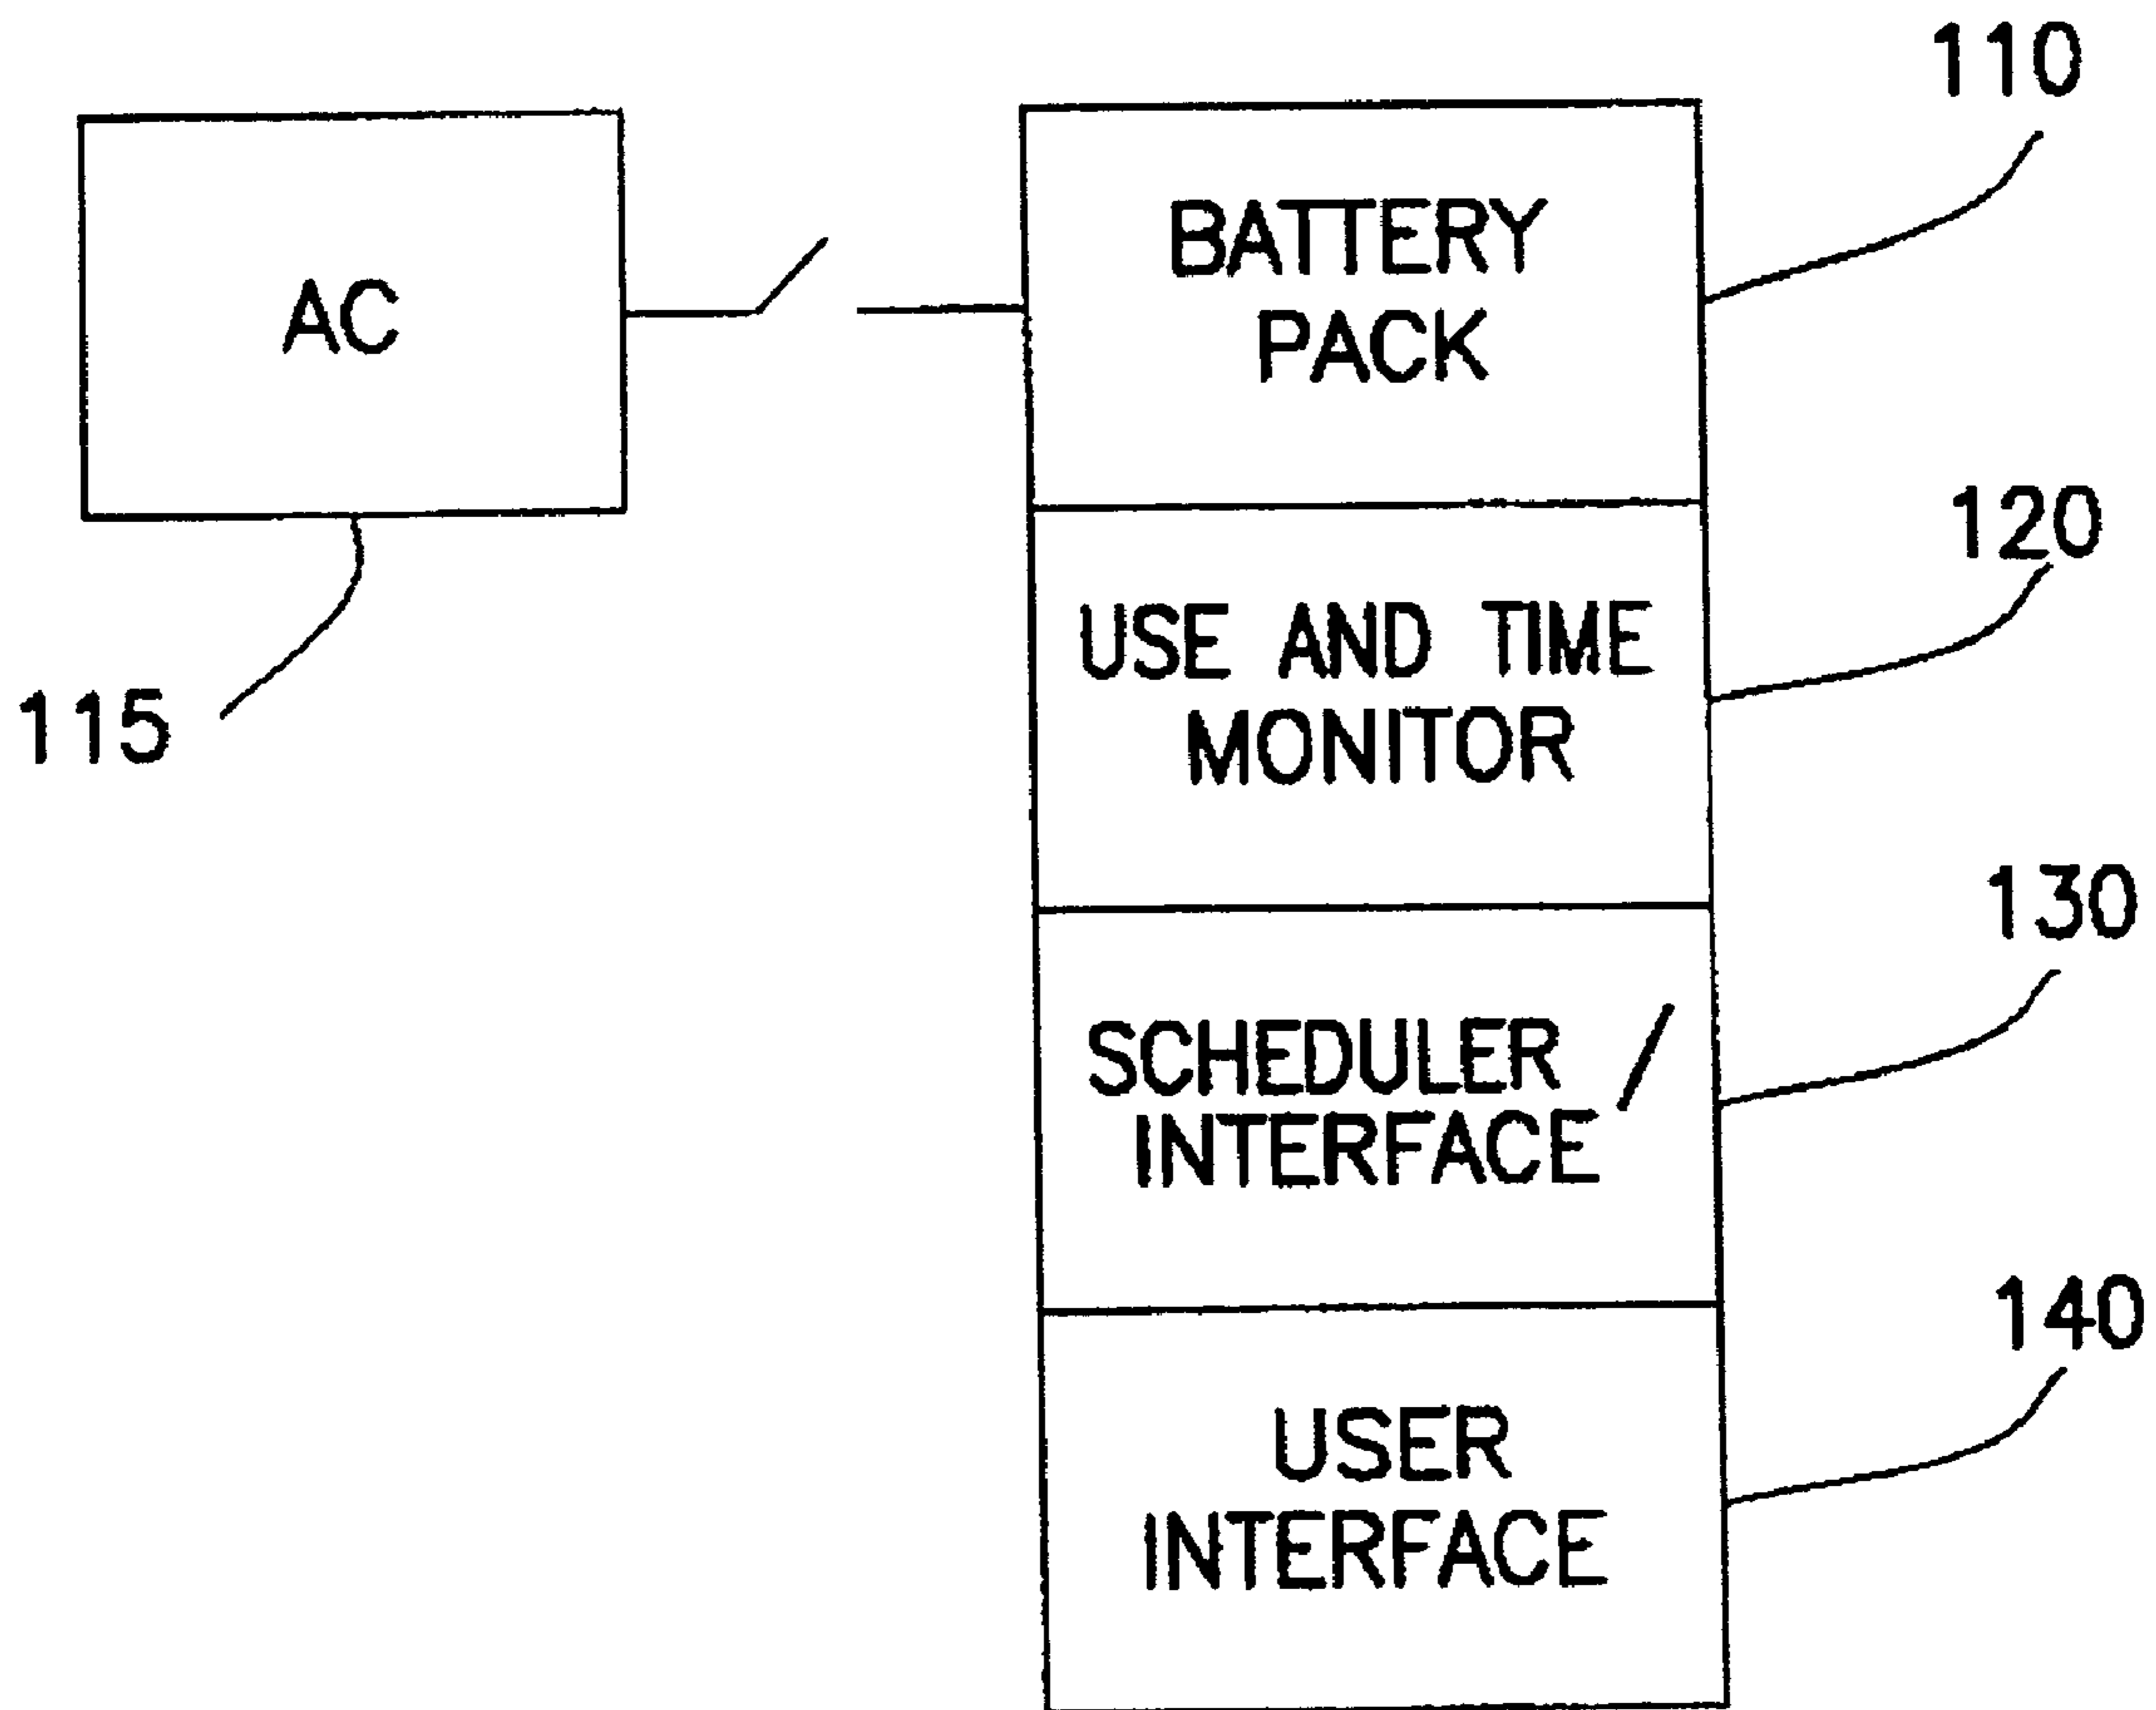 110
BATTERY
PACK
AC
120
USE AND TIME
MONITOR
115
130
SCHEDULER /
INTERFACE
140
USER
INTERFACE